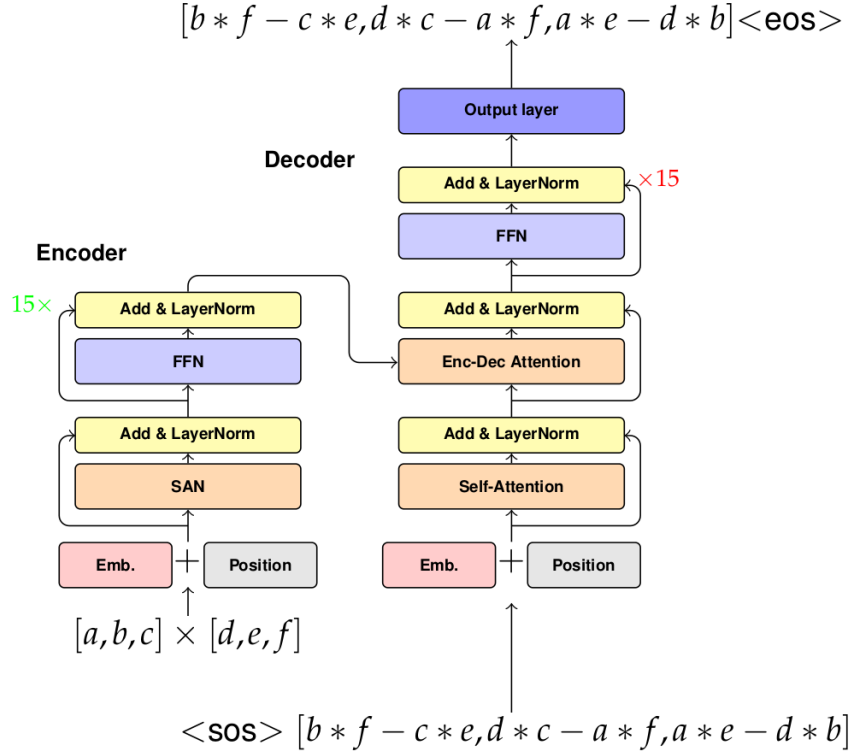 [b ∗ f − c ∗ e, d ∗ c − a ∗ f, a ∗ e − d ∗ b]<eos>
Output layer
Decoder
Add & LayerNorm
×15
FFN
Encoder
15×
Add & LayerNorm
Add & LayerNorm
FFN
Enc-Dec Attention
Add & LayerNorm
Add & LayerNorm
SAN
Self-Attention
Emb.
+
Position
Emb.
+
Position
[a, b, c] × [d, e, f]
<sos> [b ∗ f − c ∗ e, d ∗ c − a ∗ f, a ∗ e − d ∗ b]